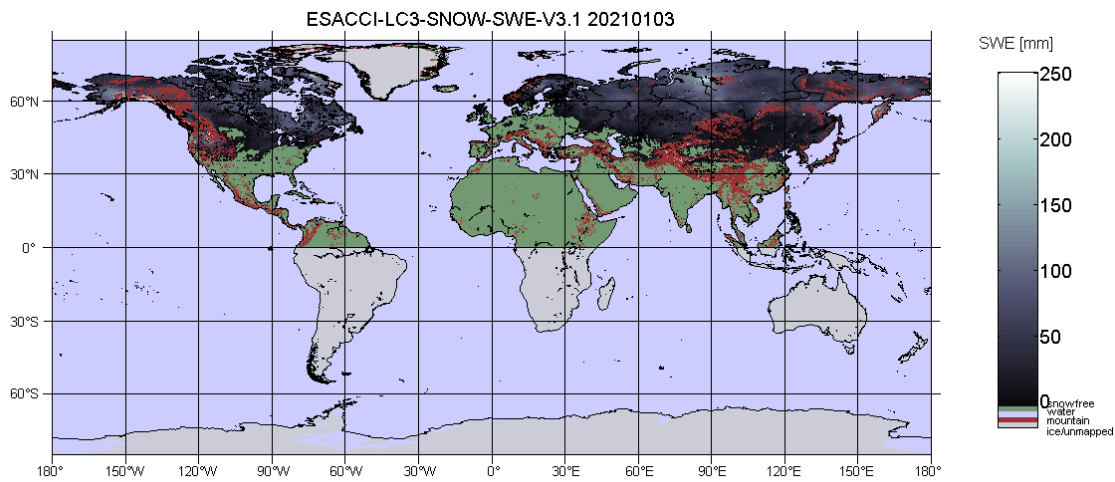 ESACCI-LC3-SNOW-SWE-V3.1 20210103
SWE [mm]
250
200
150
100
50
0
snowfree
water
mountain
ice/unmapped
60°N
30°N
0°
30°S
60°S
180° 150°W 120°W 90°W 60°W 30°W 0° 30°E 60°E 90°E 120°E 150°E 180°